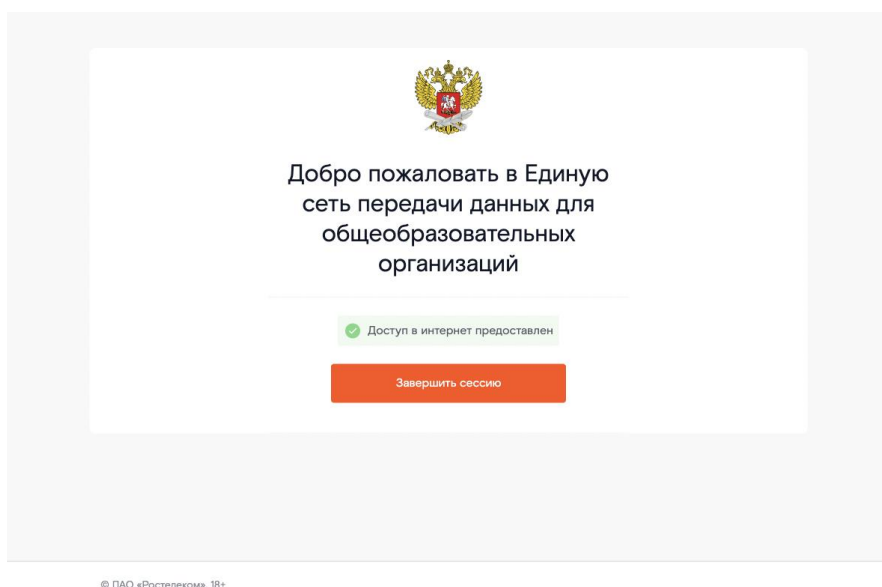 Добро пожаловать в Единую
сеть передачи данных для
общеобразовательных
организаций
Доступ в интернет предоставлен
Завершить сессию
© ПАО «Ростелеком», 18+